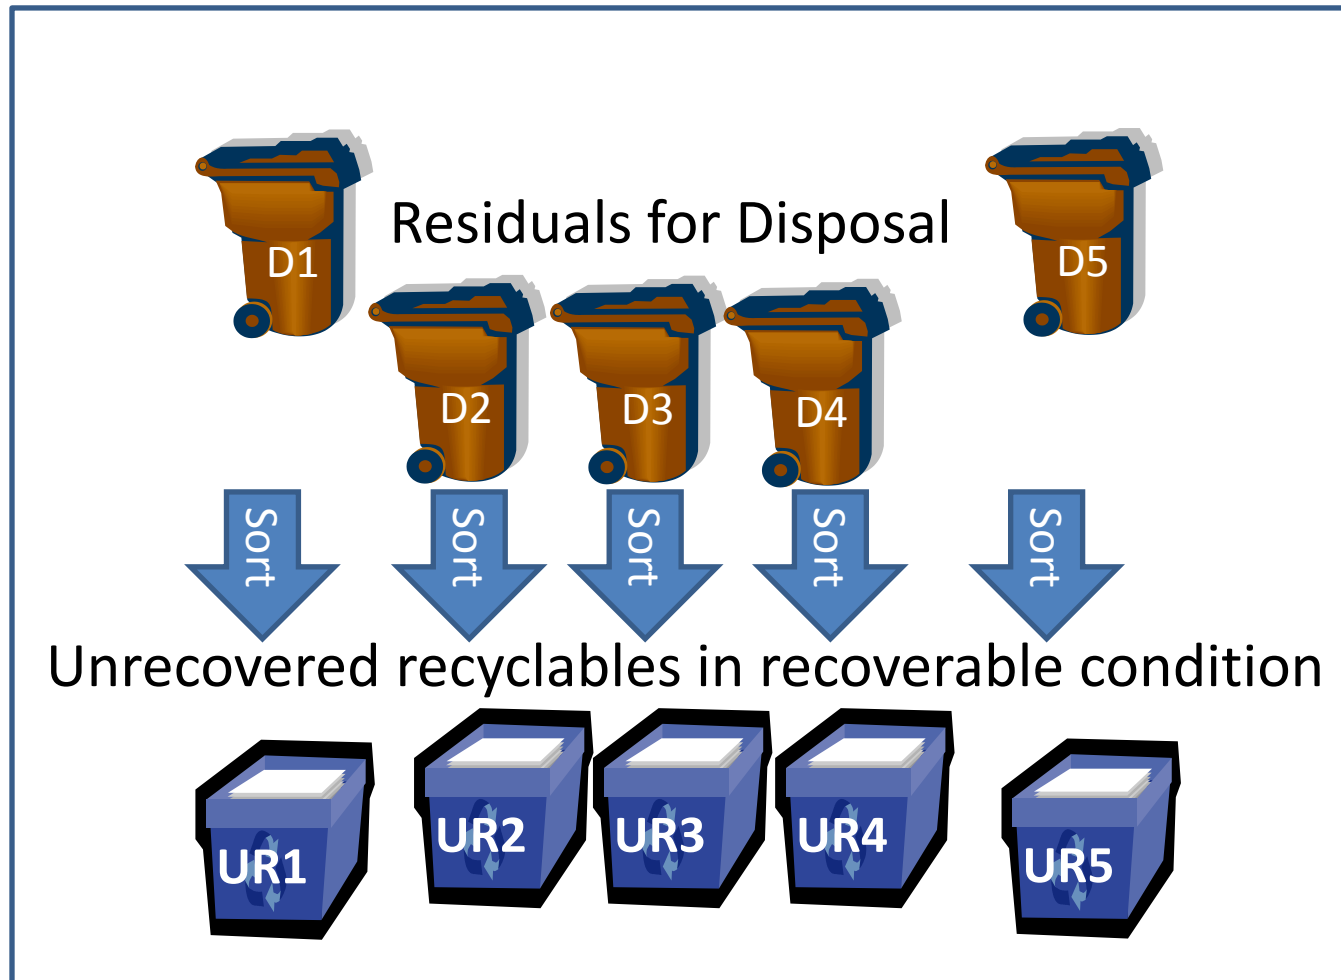 Residuals for Disposal
D1
D5
D2
D3
D4
Sort
Sort
Sort
Sort
Sort
Unrecovered recyclables in recoverable condition
UR1
UR2
UR3
UR4
UR5